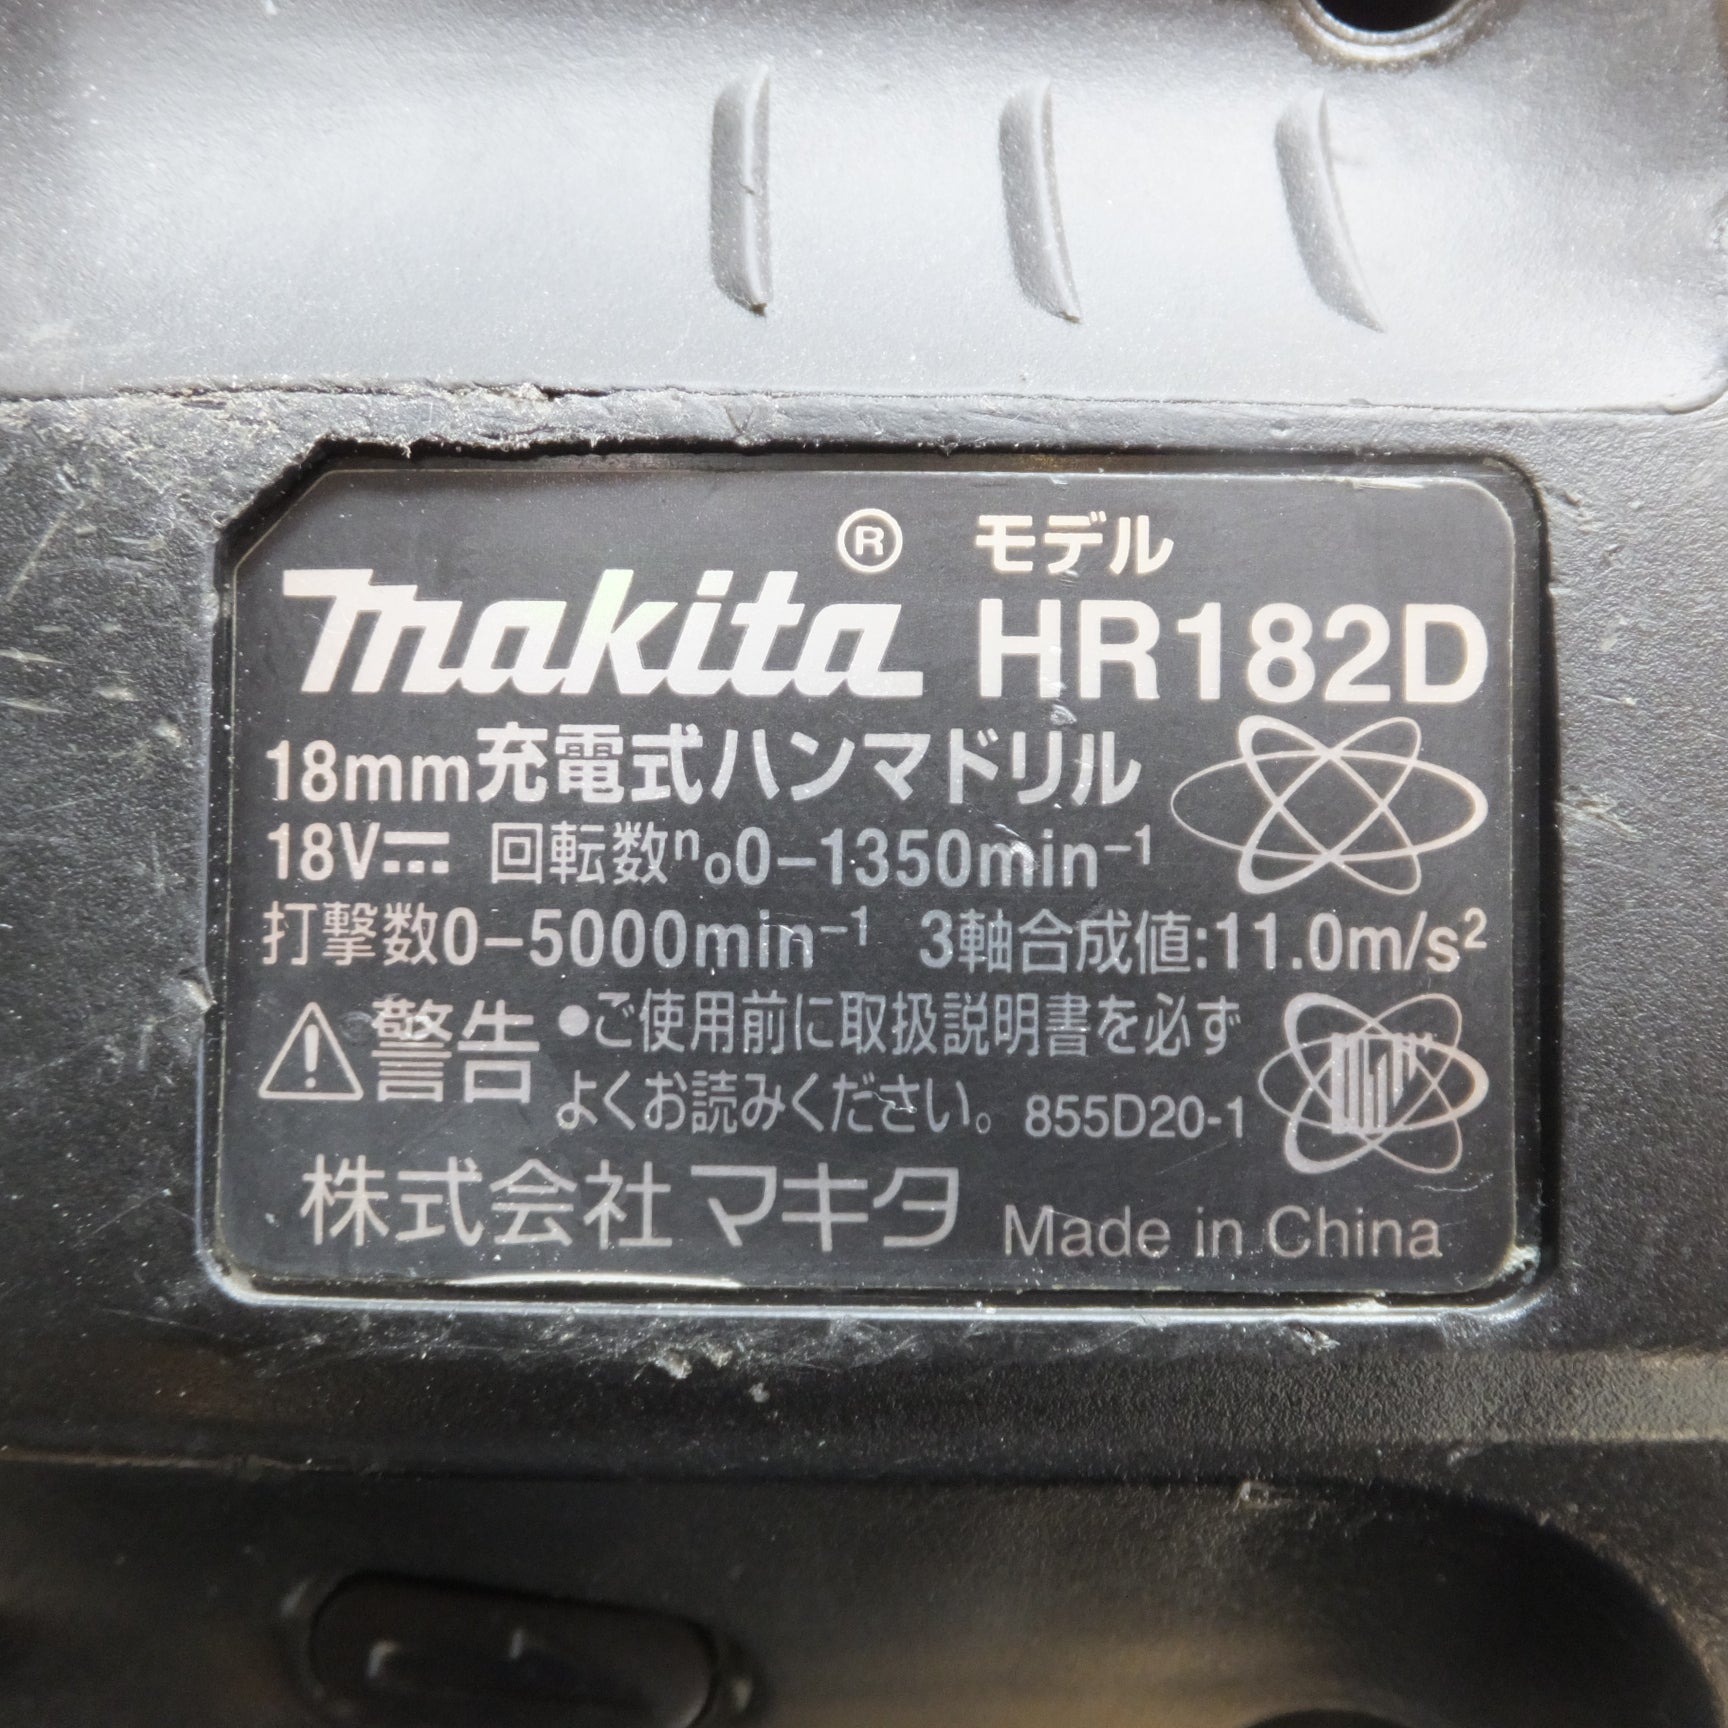 makita® モデル
HR182D
18mm充電式ハンマドリル
18V⎓ 回転数n₀0-1350min⁻¹
打撃数0-5000min⁻¹ 3軸合成値:11.0m/s²
⚠警告 ●ご使用前に取扱説明書を必ず
よくお読みください。 855D20-1
株式会社マキタ Made in China